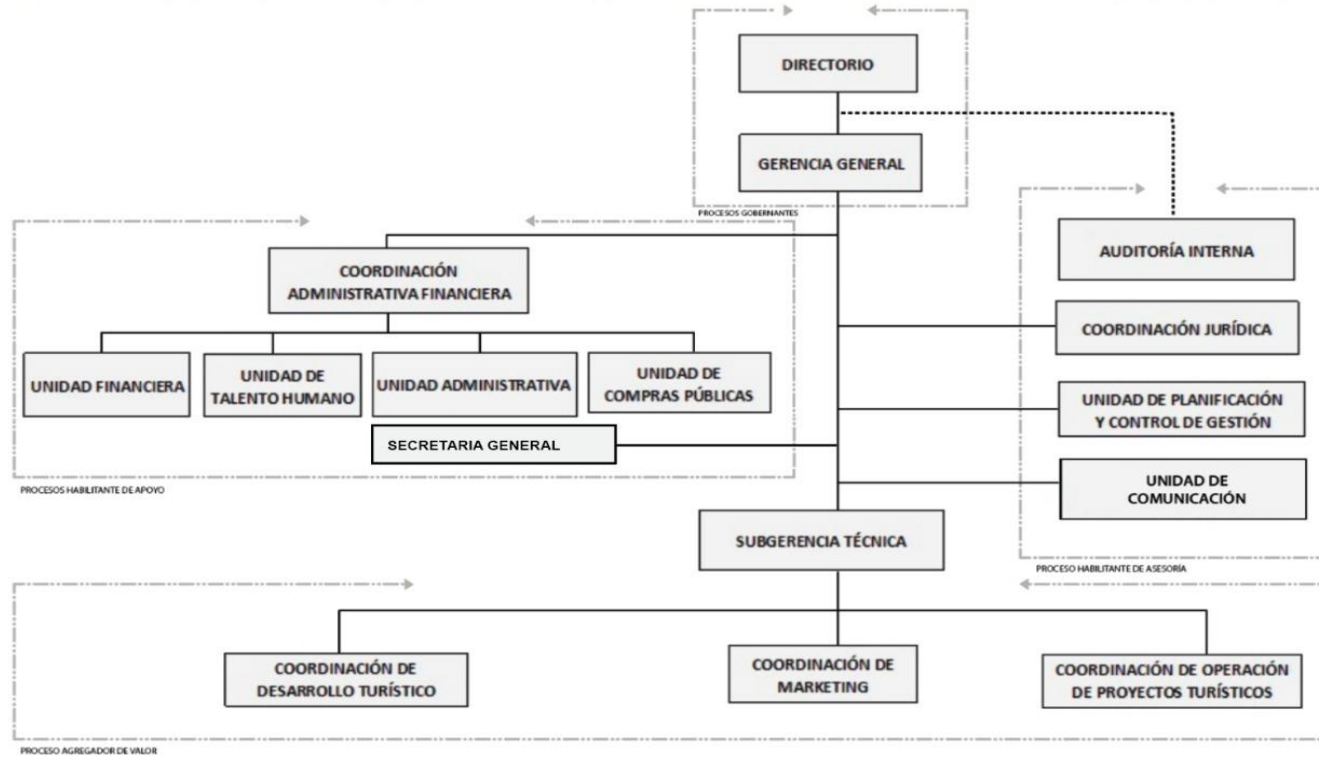 DIRECTORIO
GERENCIA GENERAL
PROCESOS GOBERNANTES
COORDINACIÓN
ADMINISTRATIVA FINANCIERA
UNIDAD FINANCIERA
UNIDAD DE
TALENTO HUMANO
UNIDAD ADMINISTRATIVA
UNIDAD DE
COMPRAS PÚBLICAS
SECRETARIA GENERAL
PROCESOS HABILITANTE DE APOYO
AUDITORÍA INTERNA
COORDINACIÓN JURÍDICA
UNIDAD DE PLANIFICACIÓN
Y CONTROL DE GESTIÓN
UNIDAD DE
COMUNICACIÓN
PROCESO HABILITANTE DE ASESORÍA
SUBGERENCIA TÉCNICA
COORDINACIÓN DE
DESARROLLO TURÍSTICO
COORDINACIÓN DE
MARKETING
COORDINACIÓN DE OPERACIÓN
DE PROYECTOS TURÍSTICOS
PROCESO AGREGADOR DE VALOR